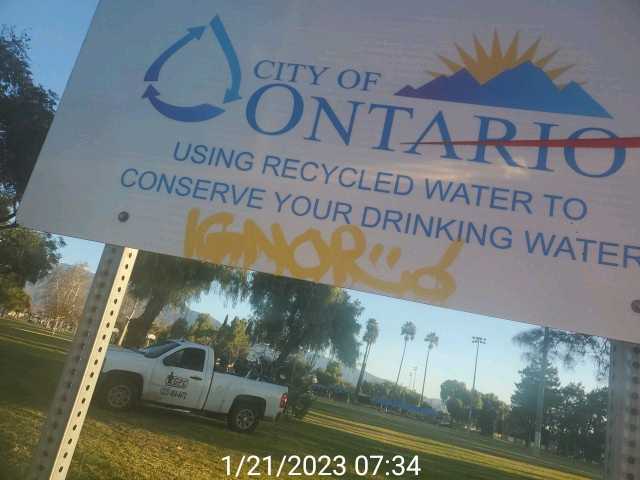 CITY OF
ONTARIO
USING RECYCLED WATER TO
CONSERVE YOUR DRINKING WATER
1/21/2023 07:34